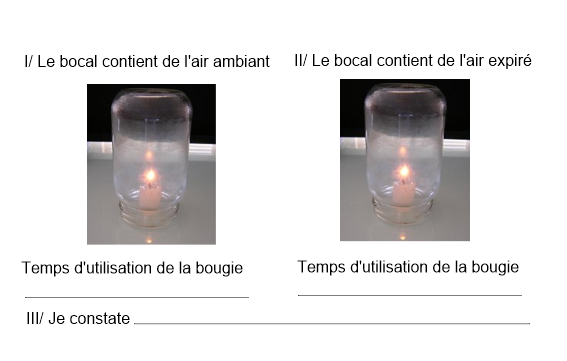 I/ Le bocal contient de l'air ambiant
II/ Le bocal contient de l'air expiré
Temps d'utilisation de la bougie
Temps d'utilisation de la bougie
III/ Je constate